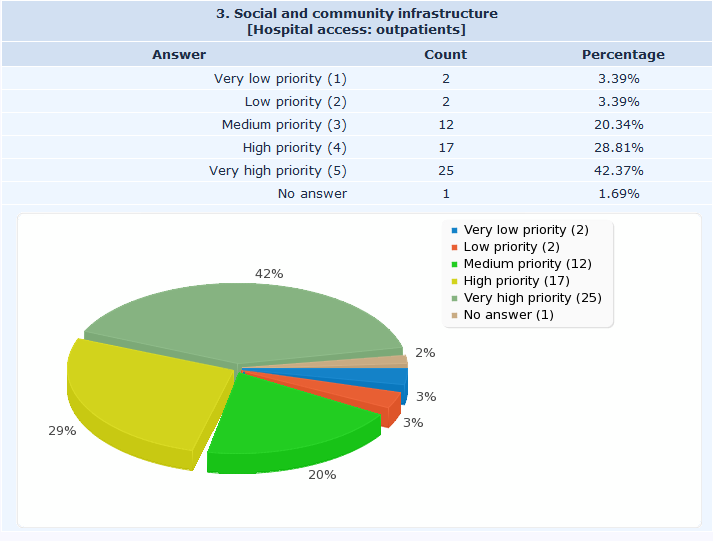 3. Social and community infrastructure
[Hospital access: outpatients]
Answer Count Percentage
Very low priority (1) 2 3.39%
Low priority (2) 2 3.39%
Medium priority (3) 12 20.34%
High priority (4) 17 28.81%
Very high priority (5) 25 42.37%
No answer 1 1.69%
Very low priority (2)
Low priority (2)
Medium priority (12)
High priority (17)
Very high priority (25)
No answer (1)
42%
2%
3%
3%
29%
20%